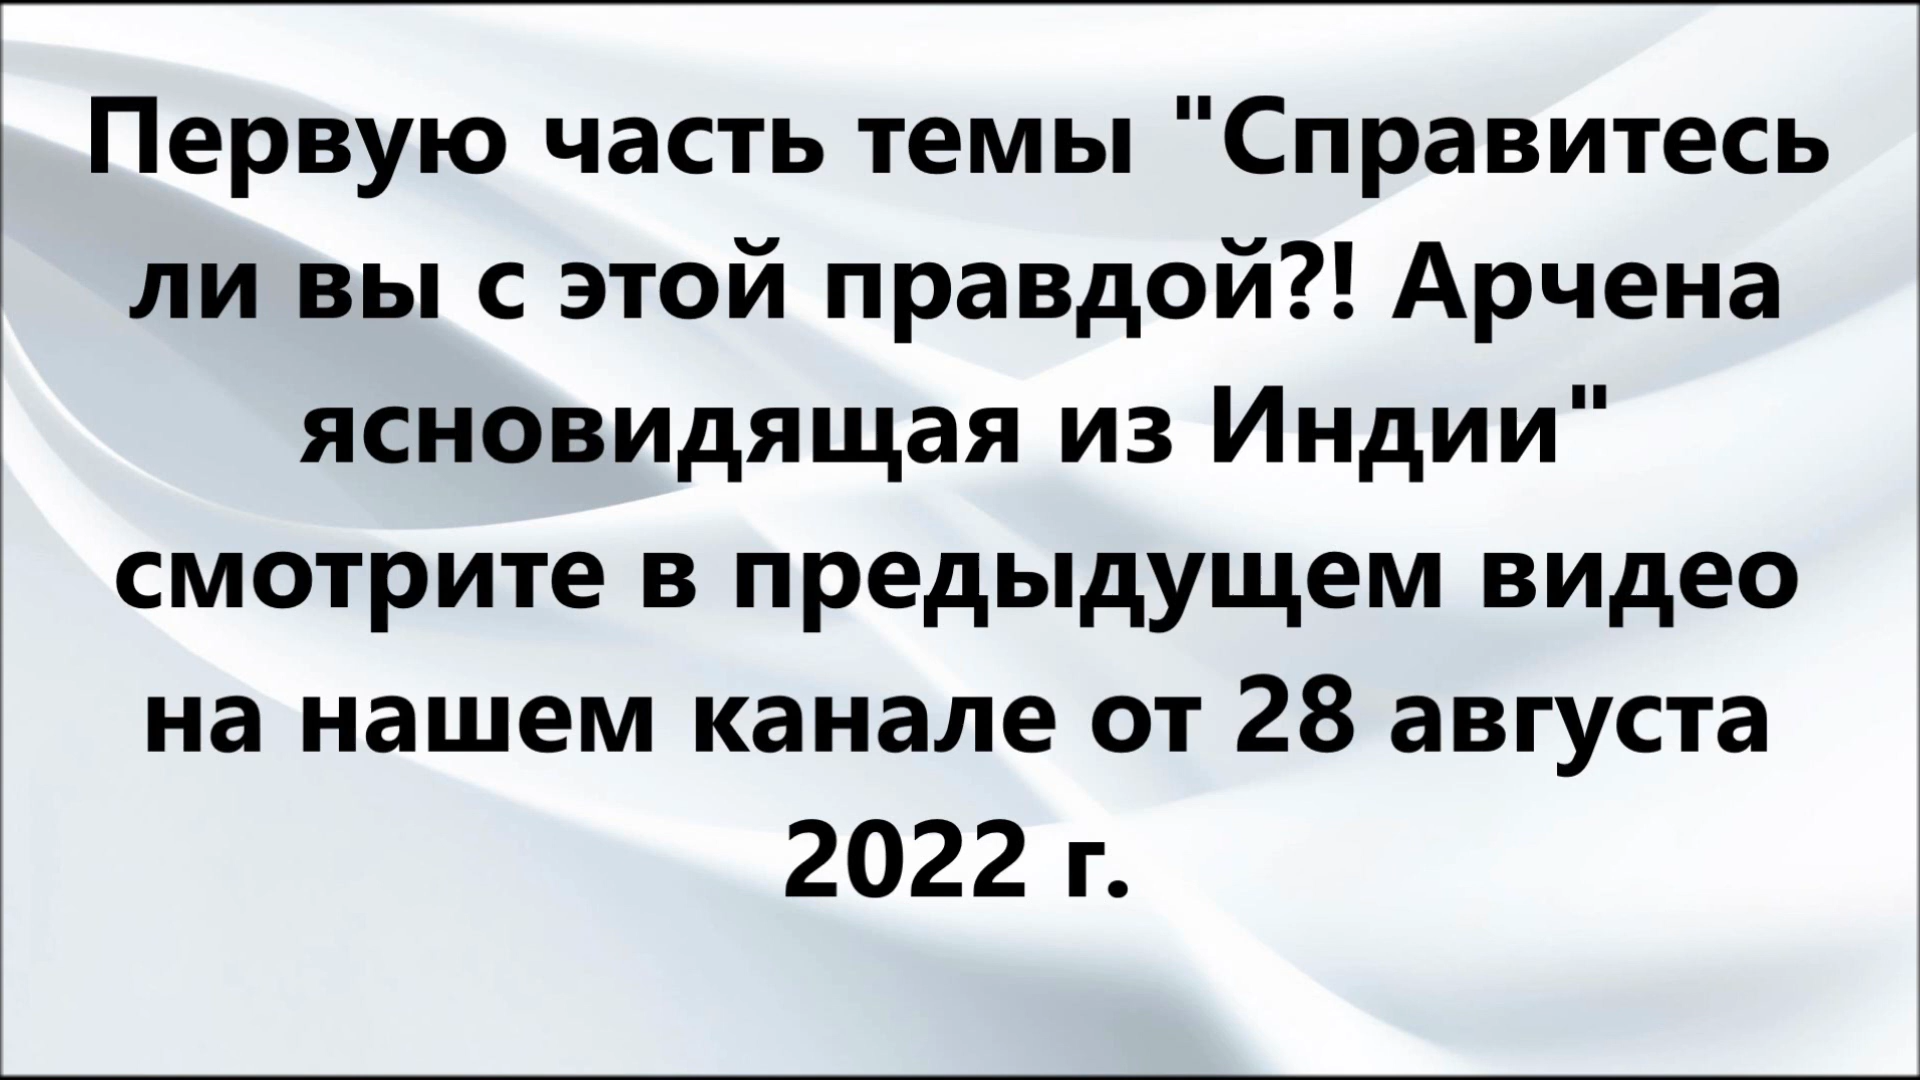 Первую часть темы "Справитесь
ли вы с этой правдой?! Арчена
ясновидящая из Индии"
смотрите в предыдущем видео
на нашем канале от 28 августа
2022 г.